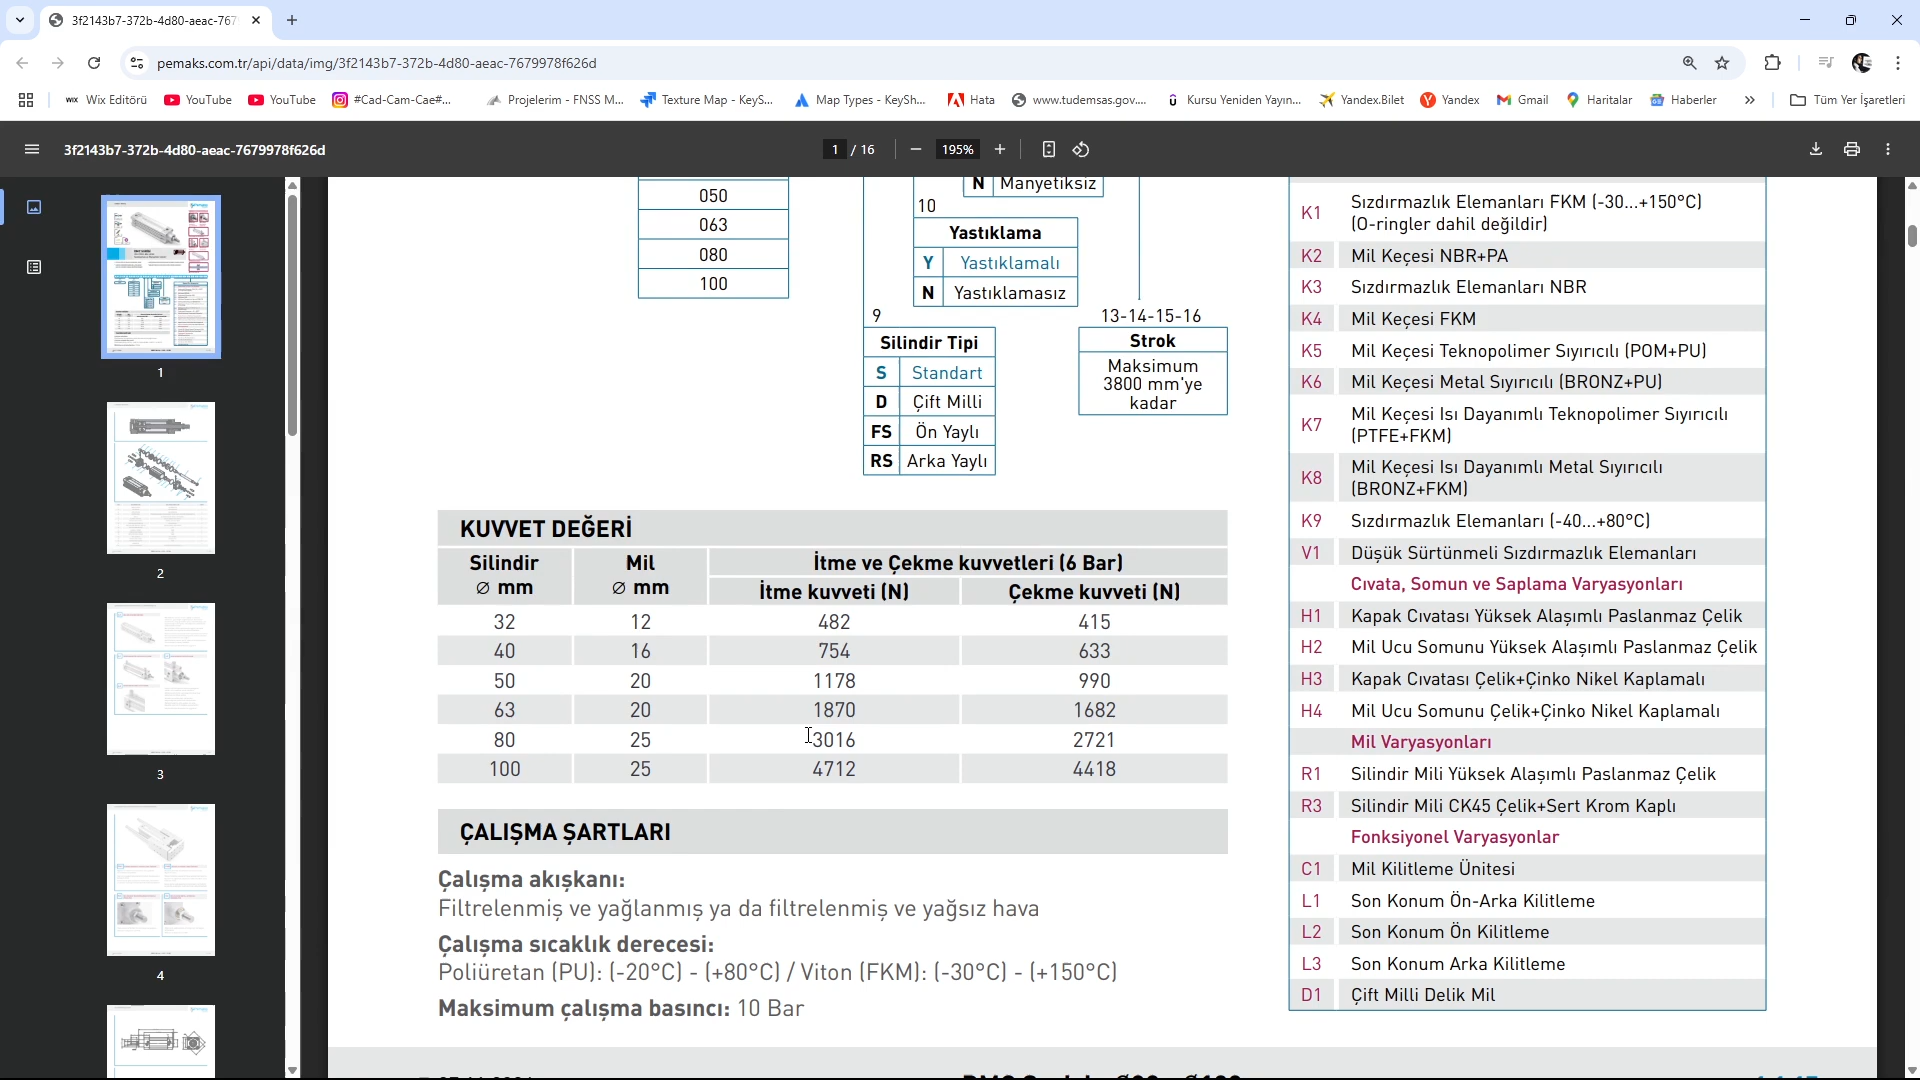 3f2143b7-372b-4d80-aeac-767
pemaks.com.tr/api/data/img/3f2143b7-372b-4d80-aeac-7679978f626d
Wix Editörü
YouTube
YouTube
#Cad-Cam-Cae#...
Projelerim - FNSS M...
Texture Map - KeyS...
Map Types - KeySh...
Hata
www.tudemsas.gov....
Kursu Yeniden Yayın...
Yandex.Bilet
Yandex
Gmail
Haritalar
Haberler
Tüm Yer İşaretleri
3f2143b7-372b-4d80-aeac-7679978f626d
1 / 16
195%
1
2
3
4
050
063
080
100
N Manyetiksiz
10
Yastıklama
Y Yastıklamalı
N Yastıklamasız
9
Silindir Tipi
S Standart
D Çift Milli
FS Ön Yaylı
RS Arka Yaylı
13-14-15-16
Strok
Maksimum
3800 mm'ye
kadar
KUVVET DEĞERİ
Silindir Mil İtme ve Çekme kuvvetleri (6 Bar)
∅ mm ∅ mm İtme kuvveti (N) Çekme kuvveti (N)
32 12 482 415
40 16 754 633
50 20 1178 990
63 20 1870 1682
80 25 3016 2721
100 25 4712 4418
ÇALIŞMA ŞARTLARI
Çalışma akışkanı:
Filtrelenmiş ve yağlanmış ya da filtrelenmiş ve yağsız hava
Çalışma sıcaklık derecesi:
Poliüretan (PU): (-20°C) - (+80°C) / Viton (FKM): (-30°C) - (+150°C)
Maksimum çalışma basıncı: 10 Bar
K1 Sızdırmazlık Elemanları FKM (-30...+150°C)
(O-ringler dahil değildir)
K2 Mil Keçesi NBR+PA
K3 Sızdırmazlık Elemanları NBR
K4 Mil Keçesi FKM
K5 Mil Keçesi Teknopolimer Sıyırıcılı (POM+PU)
K6 Mil Keçesi Metal Sıyırıcılı (BRONZ+PU)
K7 Mil Keçesi Isı Dayanımlı Teknopolimer Sıyırıcılı
(PTFE+FKM)
K8 Mil Keçesi Isı Dayanımlı Metal Sıyırıcılı
(BRONZ+FKM)
K9 Sızdırmazlık Elemanları (-40...+80°C)
V1 Düşük Sürtünmeli Sızdırmazlık Elemanları
Cıvata, Somun ve Saplama Varyasyonları
H1 Kapak Cıvatası Yüksek Alaşımlı Paslanmaz Çelik
H2 Mil Ucu Somunu Yüksek Alaşımlı Paslanmaz Çelik
H3 Kapak Cıvatası Çelik+Çinko Nikel Kaplamalı
H4 Mil Ucu Somunu Çelik+Çinko Nikel Kaplamalı
Mil Varyasyonları
R1 Silindir Mili Yüksek Alaşımlı Paslanmaz Çelik
R3 Silindir Mili CK45 Çelik+Sert Krom Kaplı
Fonksiyonel Varyasyonlar
C1 Mil Kilitleme Ünitesi
L1 Son Konum Ön-Arka Kilitleme
L2 Son Konum Ön Kilitleme
L3 Son Konum Arka Kilitleme
D1 Çift Milli Delik Mil